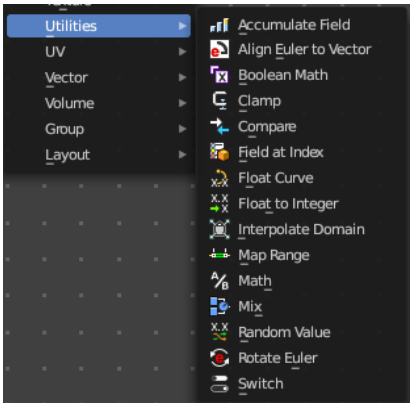 Utilities
UV
Vector
Volume
Group
Layout
Accumulate Field
Align Euler to Vector
Boolean Math
Clamp
Compare
Field at Index
Float Curve
Float to Integer
Interpolate Domain
Map Range
Math
Mix
Random Value
Rotate Euler
Switch